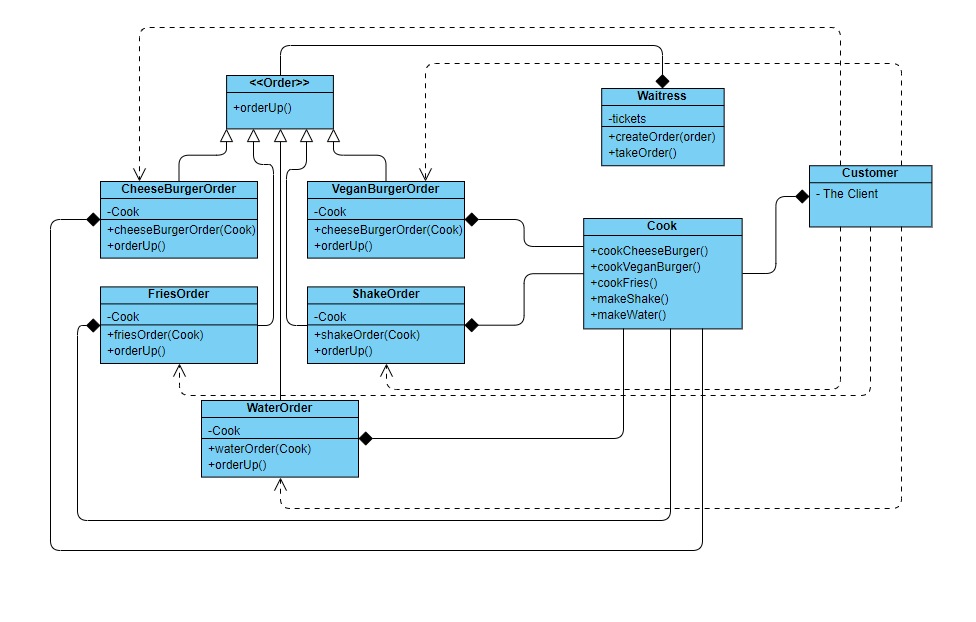 <<Order>>
+orderUp()
Waitress
-tickets
+createOrder(order)
+takeOrder()
Customer
- The Client
CheeseBurgerOrder
-Cook
+cheeseBurgerOrder(Cook)
+orderUp()
VeganBurgerOrder
-Cook
+cheeseBurgerOrder(Cook)
+orderUp()
Cook
+cookCheeseBurger()
+cookVeganBurger()
+cookFries()
+makeShake()
+makeWater()
FriesOrder
-Cook
+friesOrder(Cook)
+orderUp()
ShakeOrder
-Cook
+shakeOrder(Cook)
+orderUp()
WaterOrder
-Cook
+waterOrder(Cook)
+orderUp()